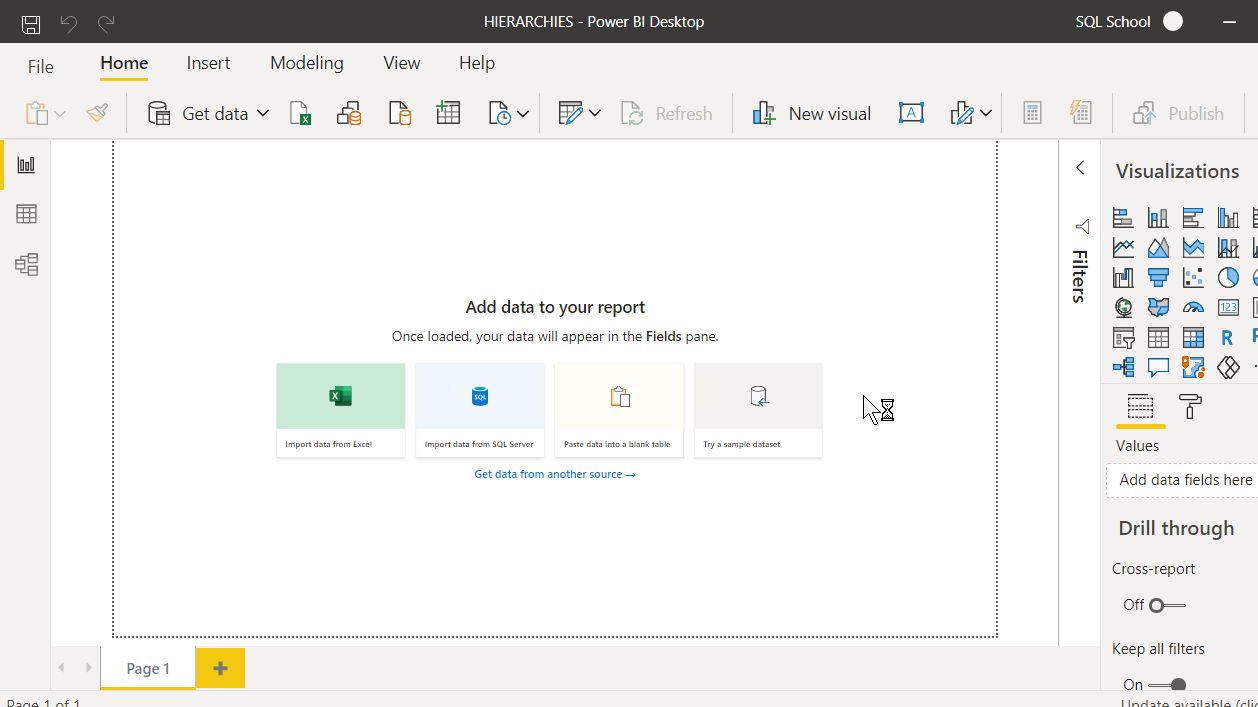 HIERARCHIES - Power BI Desktop
SQL School
File
Home
Insert
Modeling
View
Help
Get data
Refresh
New visual
A
Publish
Filters
Visualizations
123
R
Add data to your report
Once loaded, your data will appear in the Fields pane.
X
SQL
Import data from Excel
Import data from SQL Server
Paste data into a blank table
Try a sample dataset
Get data from another source →
Values
Add data fields here
Drill through
Cross-report
Off
Keep all filters
On
Page 1
Page 1 of 1
Update available (clic